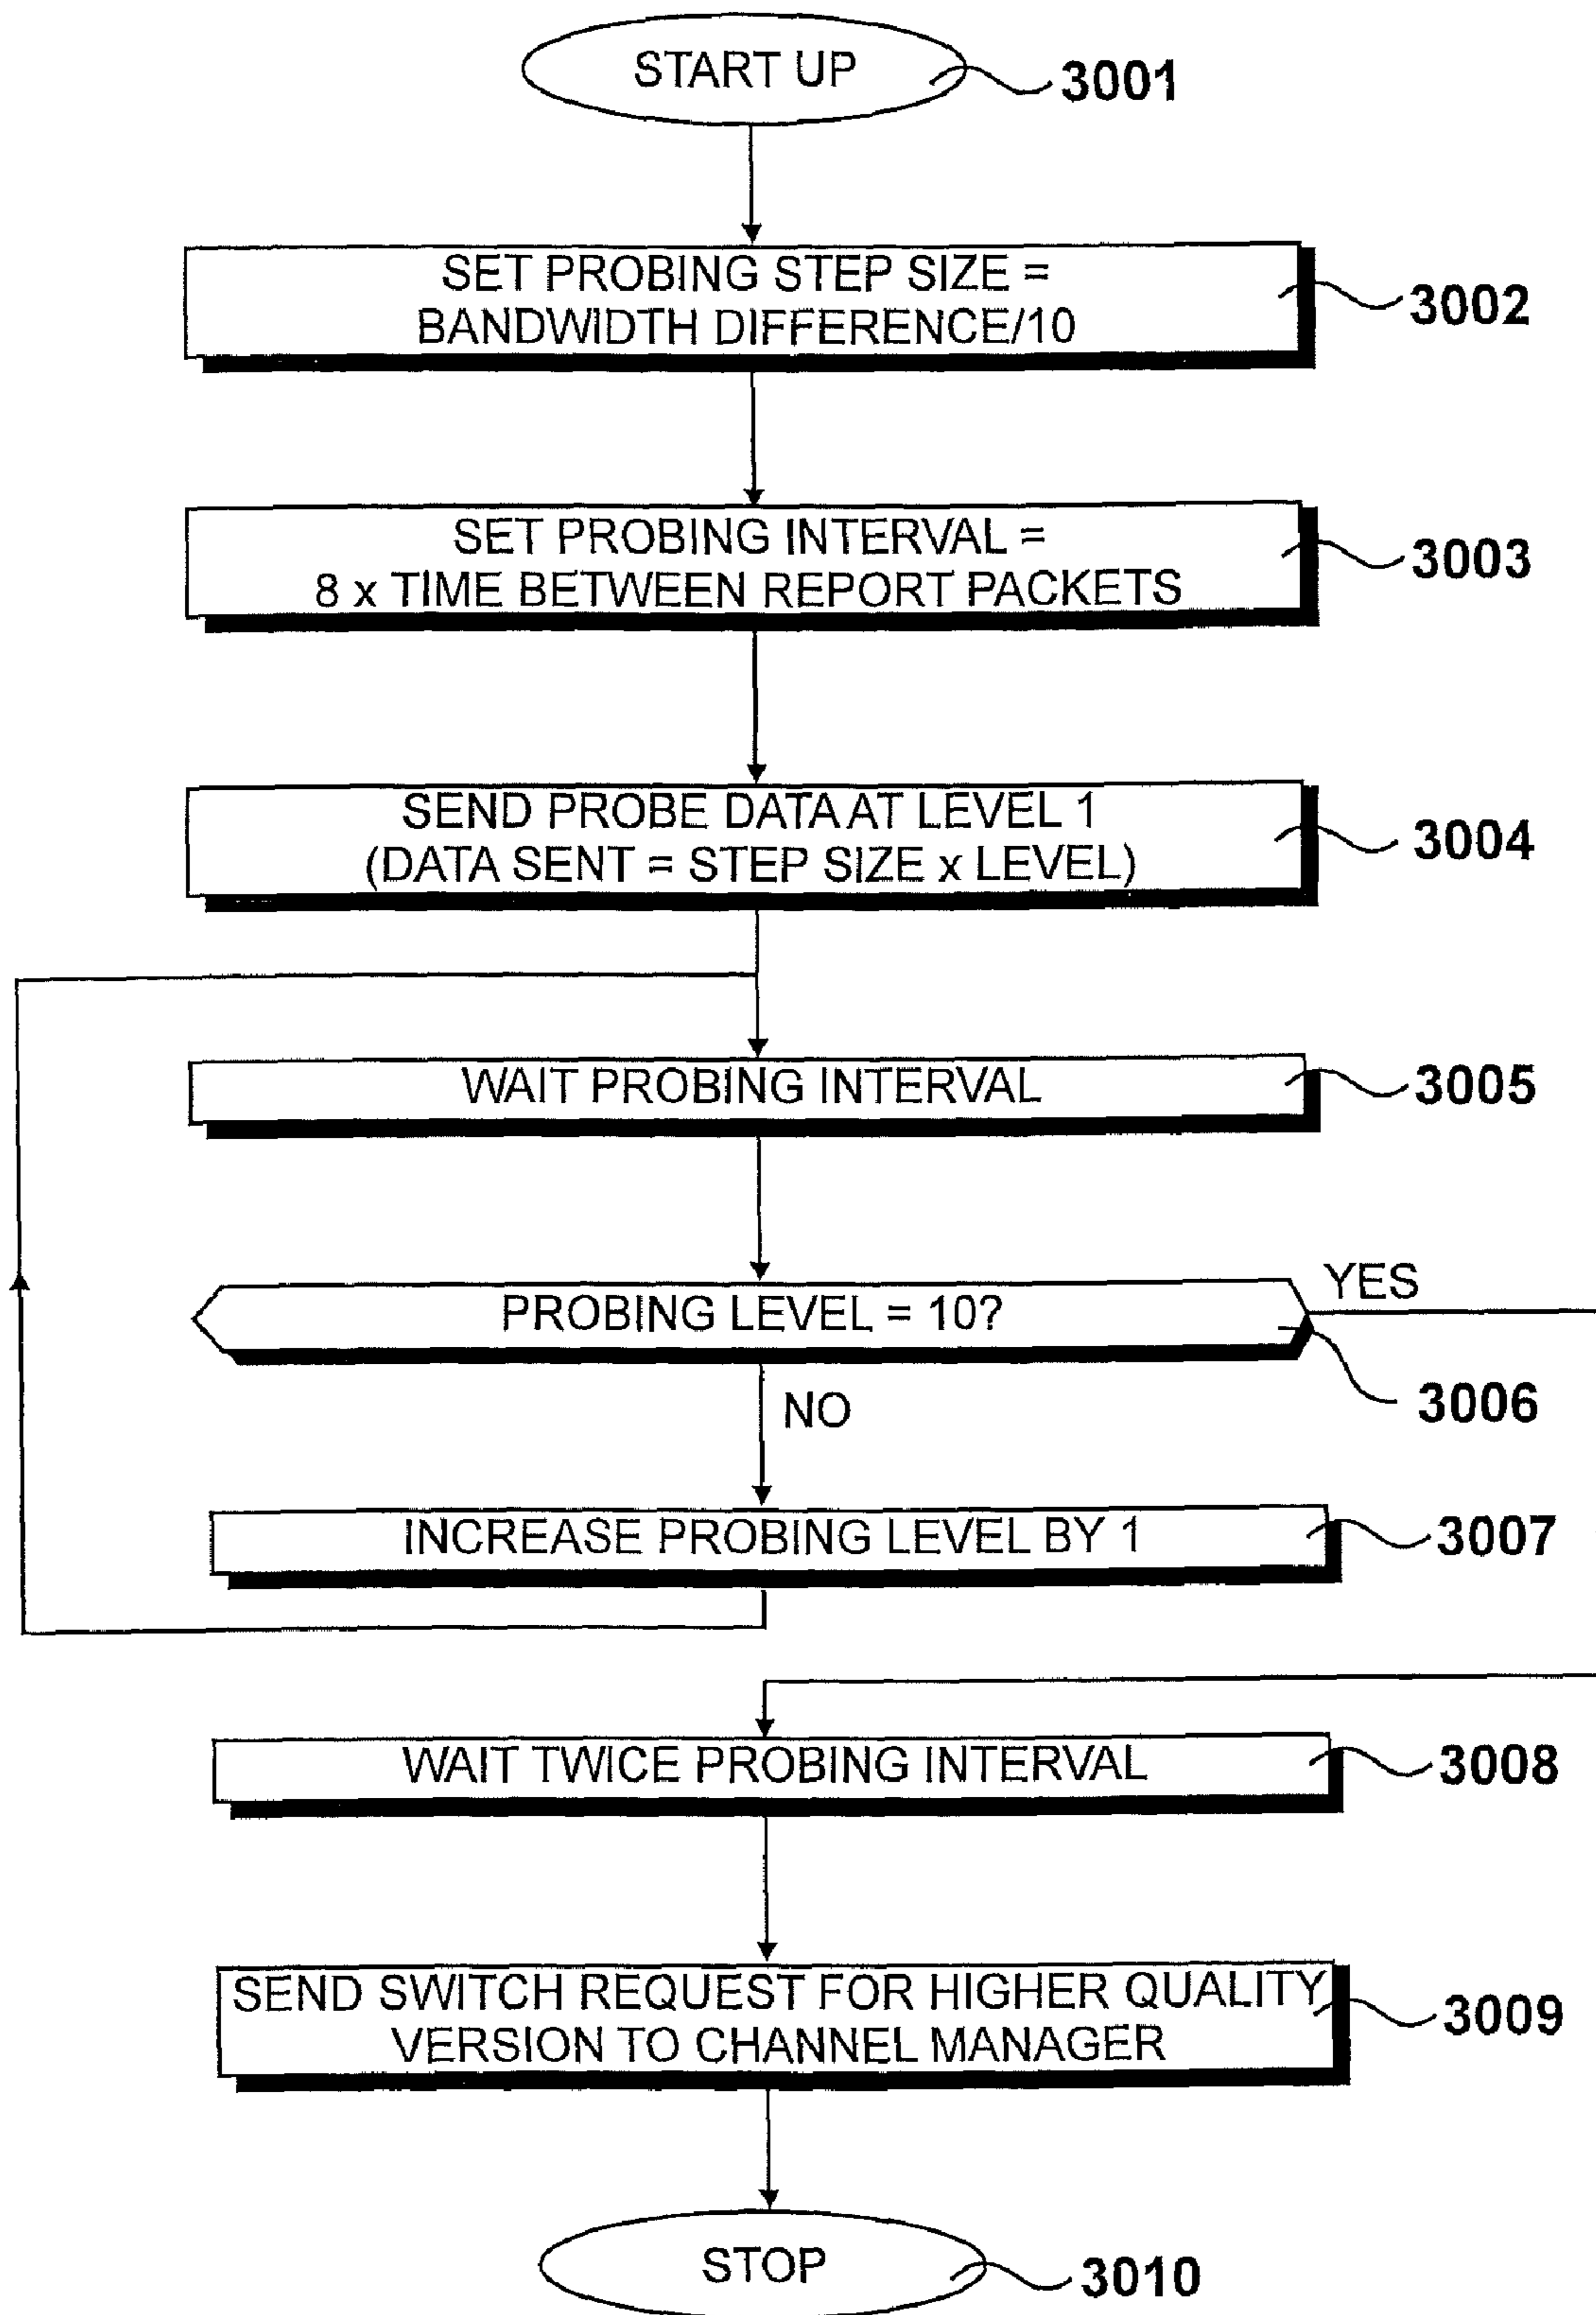 START UP
3001
SET PROBING STEP SIZE =
BANDWIDTH DIFFERENCE/10
3002
SET PROBING INTERVAL =
8 x TIME BETWEEN REPORT PACKETS
3003
SEND PROBE DATA AT LEVEL 1
(DATA SENT = STEP SIZE x LEVEL)
3004
WAIT PROBING INTERVAL
3005
PROBING LEVEL = 10?
YES
3006
NO
INCREASE PROBING LEVEL BY 1
3007
WAIT TWICE PROBING INTERVAL
3008
SEND SWITCH REQUEST FOR HIGHER QUALITY
VERSION TO CHANNEL MANAGER
3009
STOP
3010